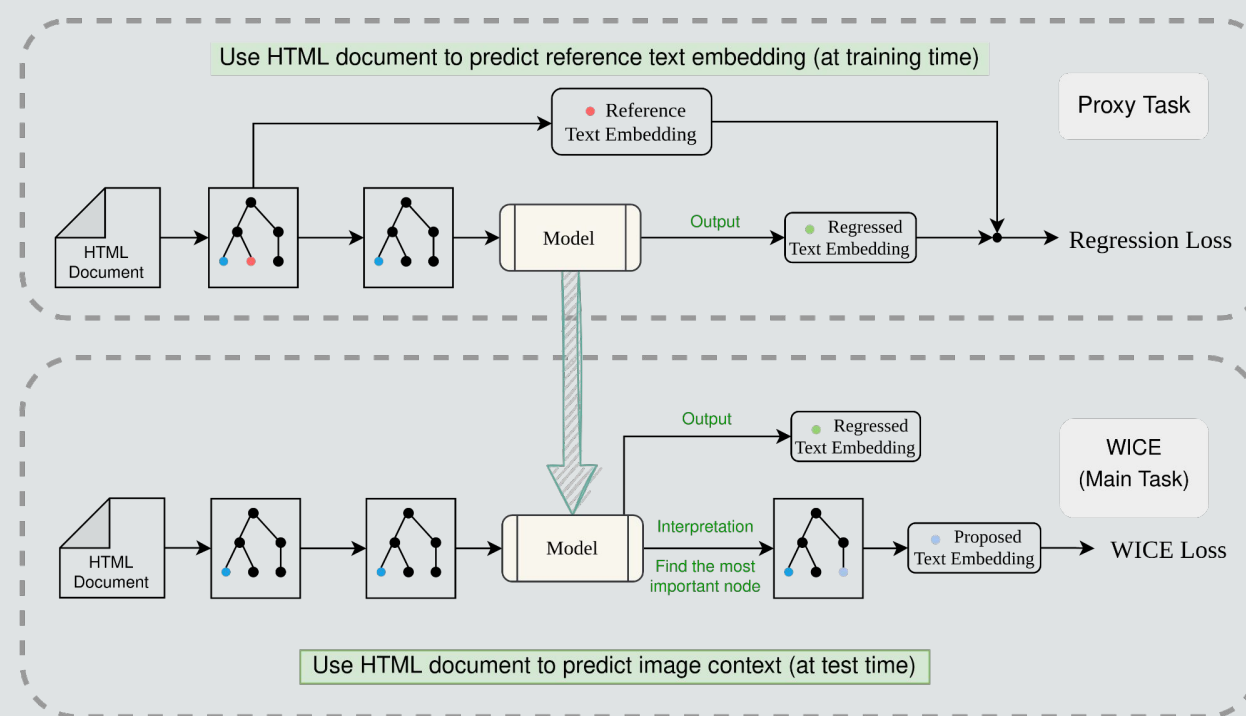 Use HTML document to predict reference text embedding (at training time)
Proxy Task
Reference
Text Embedding
HTML
Document
Model
Output
Regressed
Text Embedding
Regression Loss
Output
Regressed
Text Embedding
WICE
(Main Task)
HTML
Document
Model
Interpretation
Find the most
important node
Proposed
Text Embedding
WICE Loss
Use HTML document to predict image context (at test time)